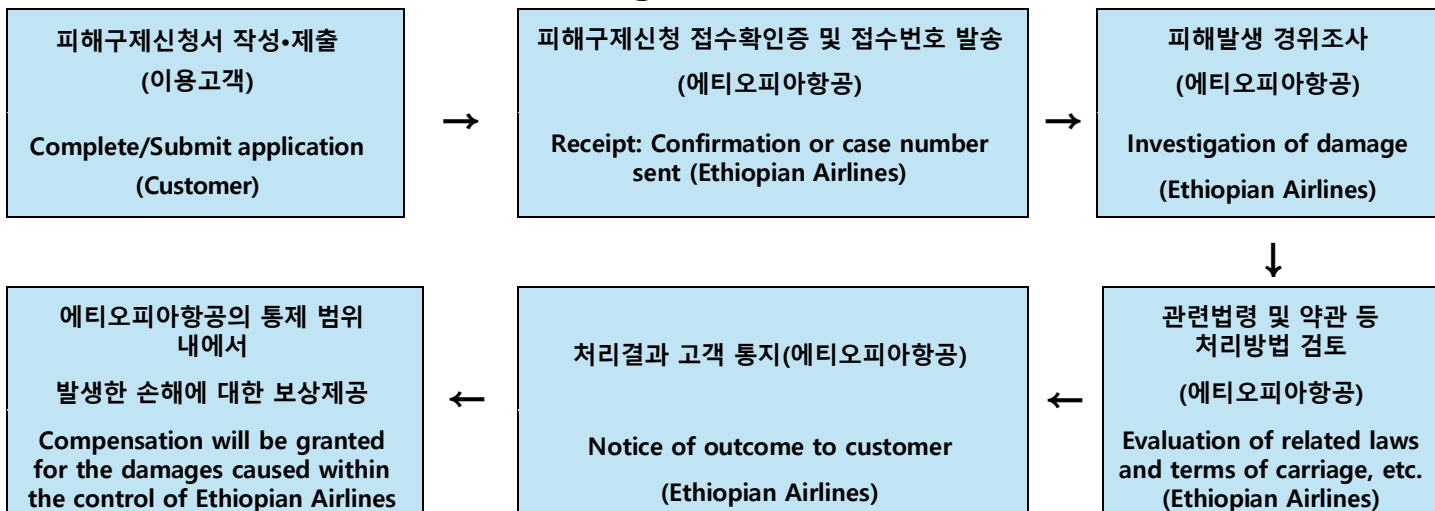 피해구제신청서 작성•제출
(이용고객)
Complete/Submit application
(Customer)
→
피해구제신청 접수확인증 및 접수번호 발송
(에티오피아항공)
Receipt: Confirmation or case number
sent (Ethiopian Airlines)
→
피해발생 경위조사
(에티오피아항공)
Investigation of damage
(Ethiopian Airlines)
↓
관련법령 및 약관 등
처리방법 검토
(에티오피아항공)
Evaluation of related laws
and terms of carriage, etc.
(Ethiopian Airlines)
←
처리결과 고객 통지(에티오피아항공)
Notice of outcome to customer
(Ethiopian Airlines)
←
에티오피아항공의 통제 범위
내에서
발생한 손해에 대한 보상제공
Compensation will be granted
for the damages caused within
the control of Ethiopian Airlines